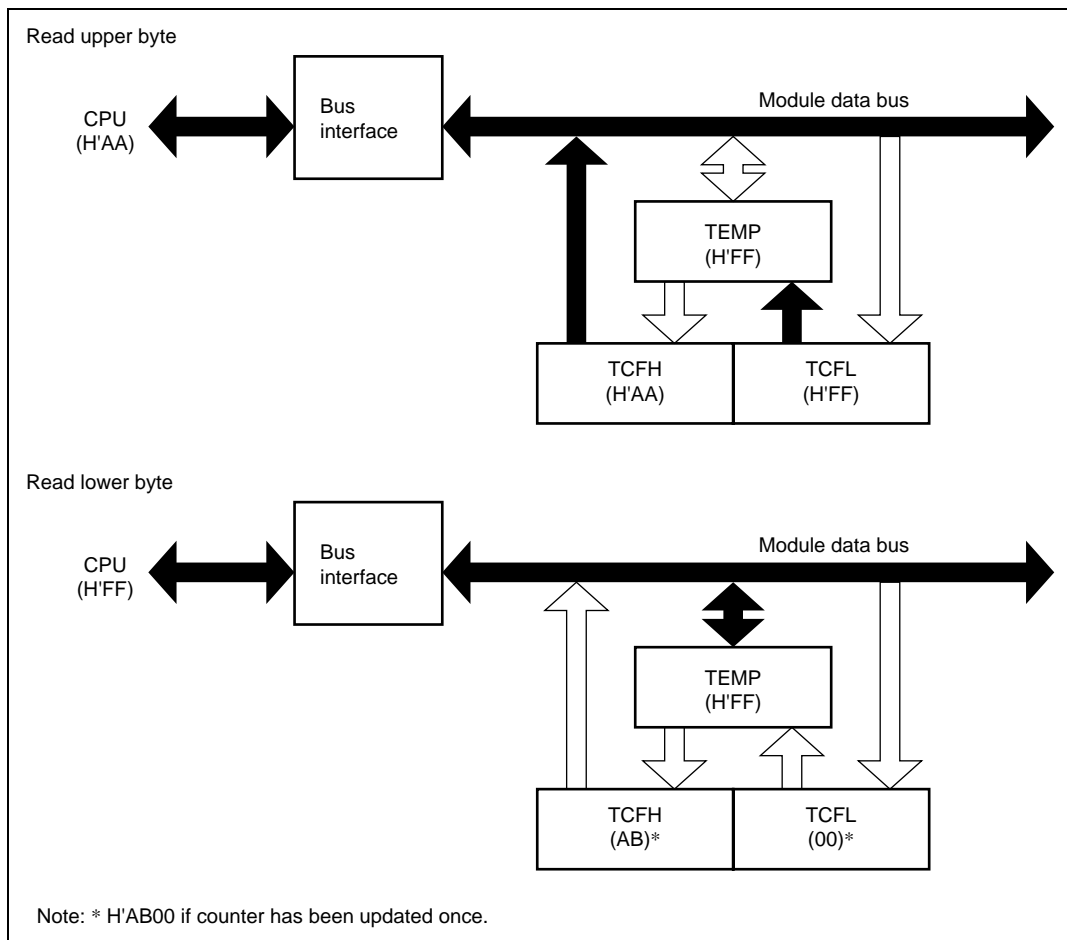 Read upper byte
CPU
(H'AA)
Bus
interface
Module data bus
TEMP
(H'FF)
TCFH
(H'AA)
TCFL
(H'FF)
Read lower byte
CPU
(H'FF)
Bus
interface
Module data bus
TEMP
(H'FF)
TCFH
(AB)*
TCFL
(00)*
Note: * H'AB00 if counter has been updated once.